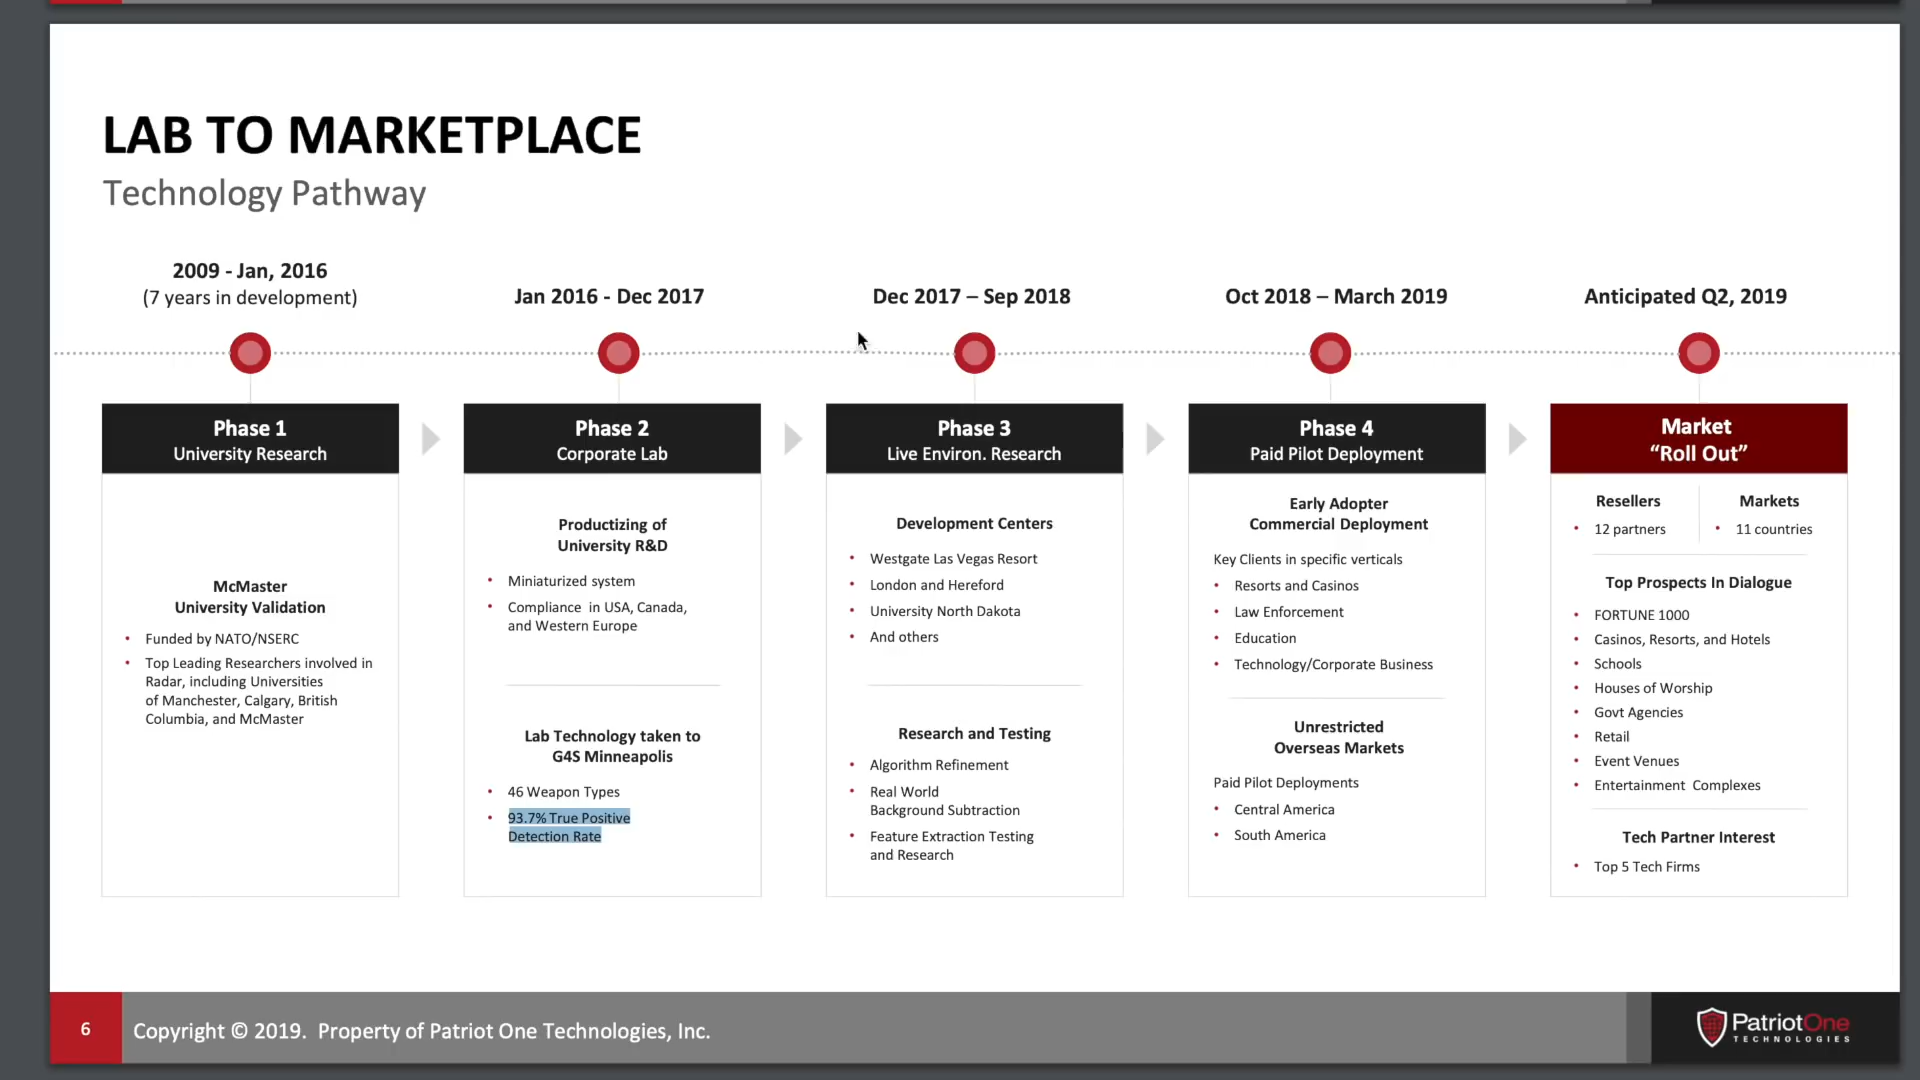 LAB TO MARKETPLACE
Technology Pathway
2009 - Jan, 2016
(7 years in development)
Jan 2016 - Dec 2017
Dec 2017 – Sep 2018
Oct 2018 – March 2019
Anticipated Q2, 2019
Phase 1
University Research
McMaster
University Validation
• Funded by NATO/NSERC
• Top Leading Researchers involved in
Radar, including Universities
of Manchester, Calgary, British
Columbia, and McMaster
Phase 2
Corporate Lab
Productizing of
University R&D
• Miniaturized system
• Compliance in USA, Canada,
and Western Europe
Lab Technology taken to
G4S Minneapolis
• 46 Weapon Types
• 93.7% True Positive
Detection Rate
Phase 3
Live Environ. Research
Development Centers
• Westgate Las Vegas Resort
• London and Hereford
• University North Dakota
• And others
Research and Testing
• Algorithm Refinement
• Real World
Background Subtraction
• Feature Extraction Testing
and Research
Phase 4
Paid Pilot Deployment
Early Adopter
Commercial Deployment
Key Clients in specific verticals
• Resorts and Casinos
• Law Enforcement
• Education
• Technology/Corporate Business
Unrestricted
Overseas Markets
Paid Pilot Deployments
• Central America
• South America
Market
“Roll Out”
Resellers
• 12 partners
Markets
• 11 countries
Top Prospects In Dialogue
• FORTUNE 1000
• Casinos, Resorts, and Hotels
• Schools
• Houses of Worship
• Govt Agencies
• Retail
• Event Venues
• Entertainment Complexes
Tech Partner Interest
• Top 5 Tech Firms
6
Copyright © 2019. Property of Patriot One Technologies, Inc.
PatriotOne
TECHNOLOGIES